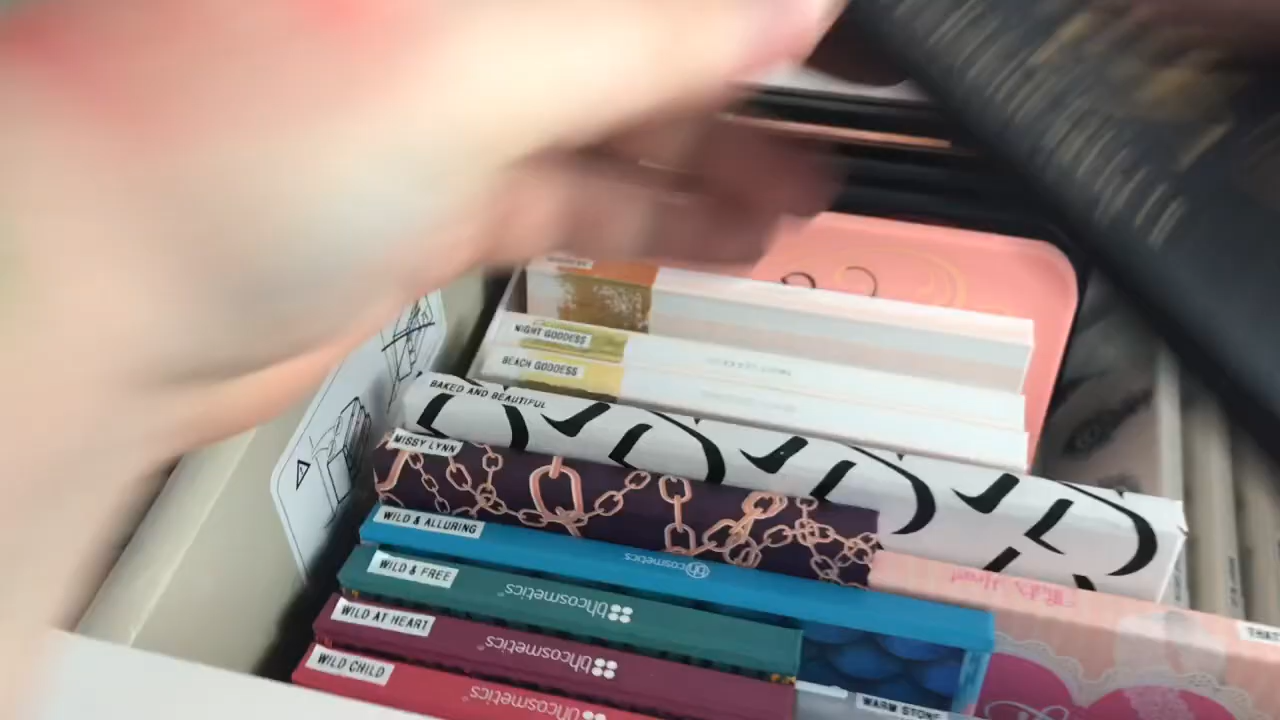 NIGHT GODDESS
BEACH GODDESS
BAKED AND BEAUTIFUL
MISSY LYNN
WILD & ALLURING
bhcosmetics
WILD & FREE
bhcosmetics®
WILD AT HEART
bhcosmetics®
WILD CHILD
bhcosmetics®
WARM STONE
THAT